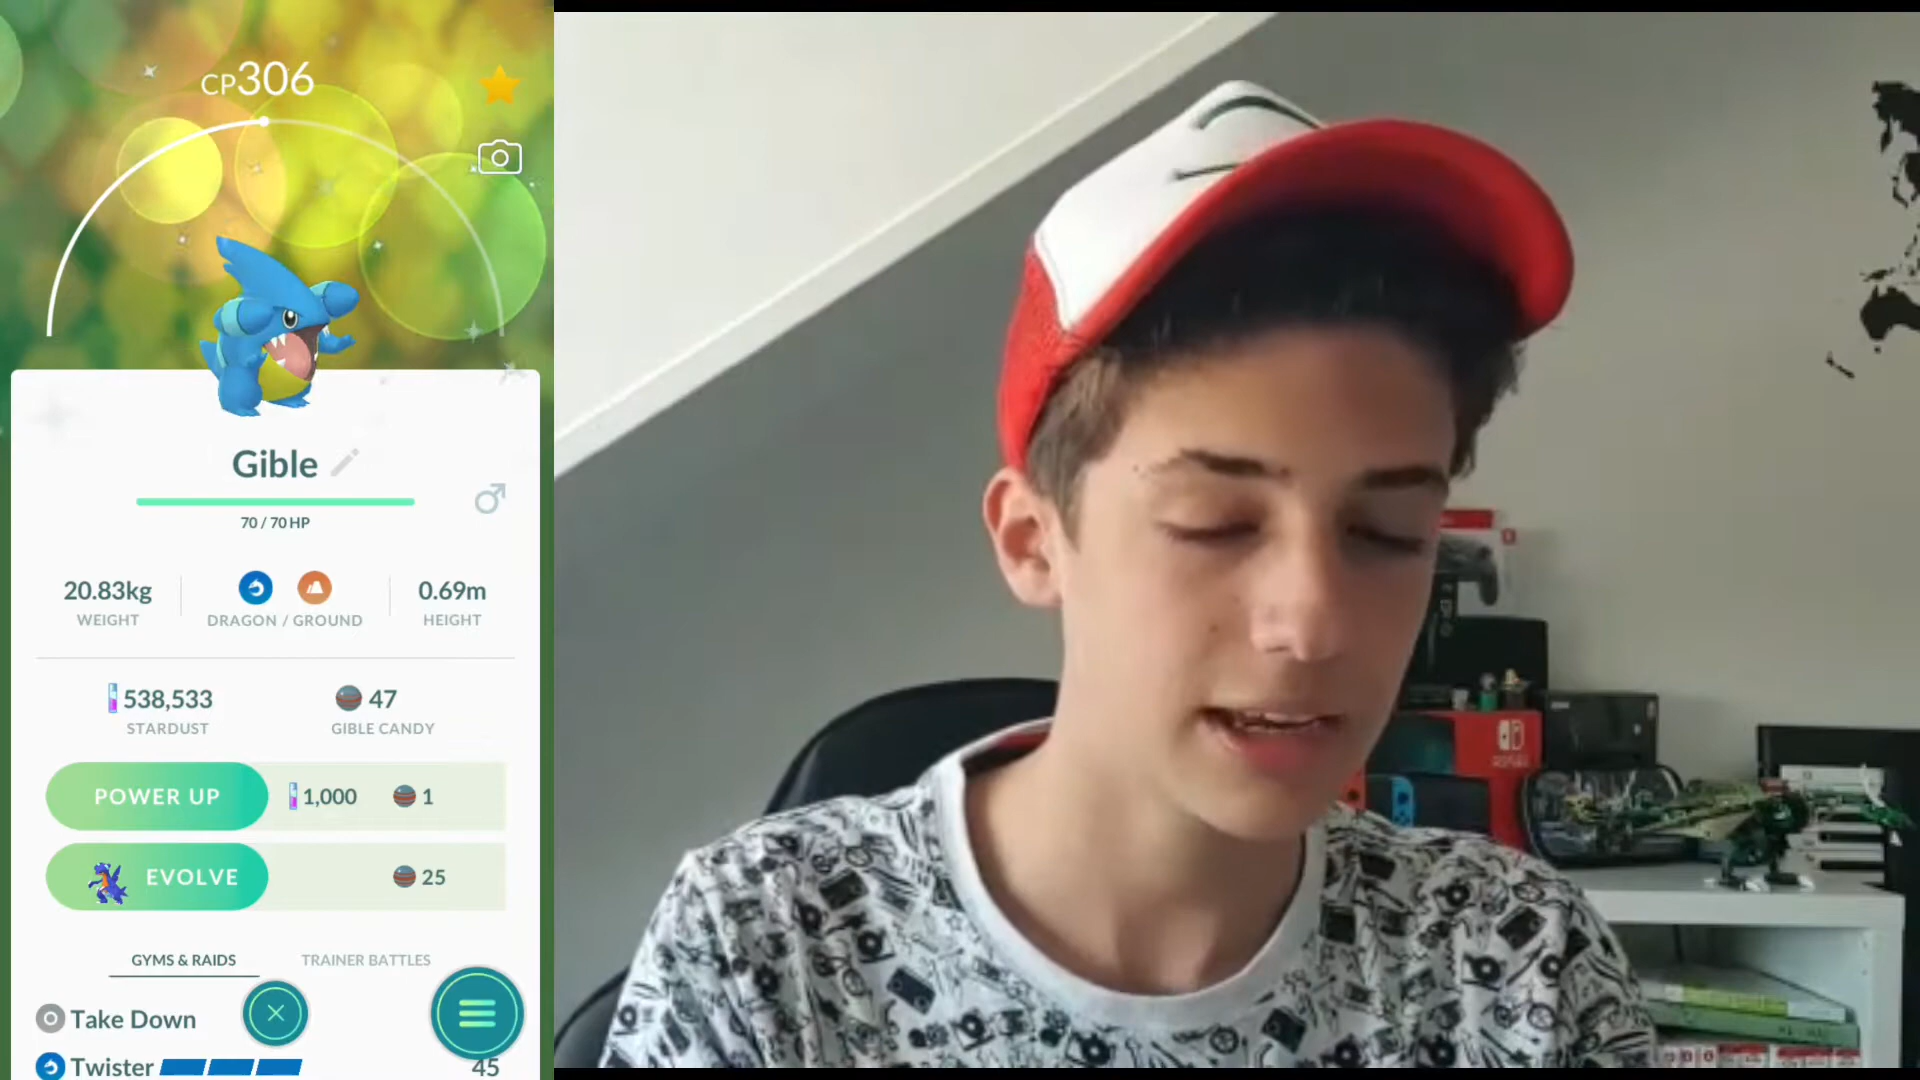 CP306
Gible
70 / 70 HP
20.83kg
WEIGHT
DRAGON / GROUND
0.69m
HEIGHT
538,533
STARDUST
47
GIBLE CANDY
POWER UP
1,000
1
EVOLVE
25
GYMS & RAIDS
TRAINER BATTLES
Take Down
Twister
45